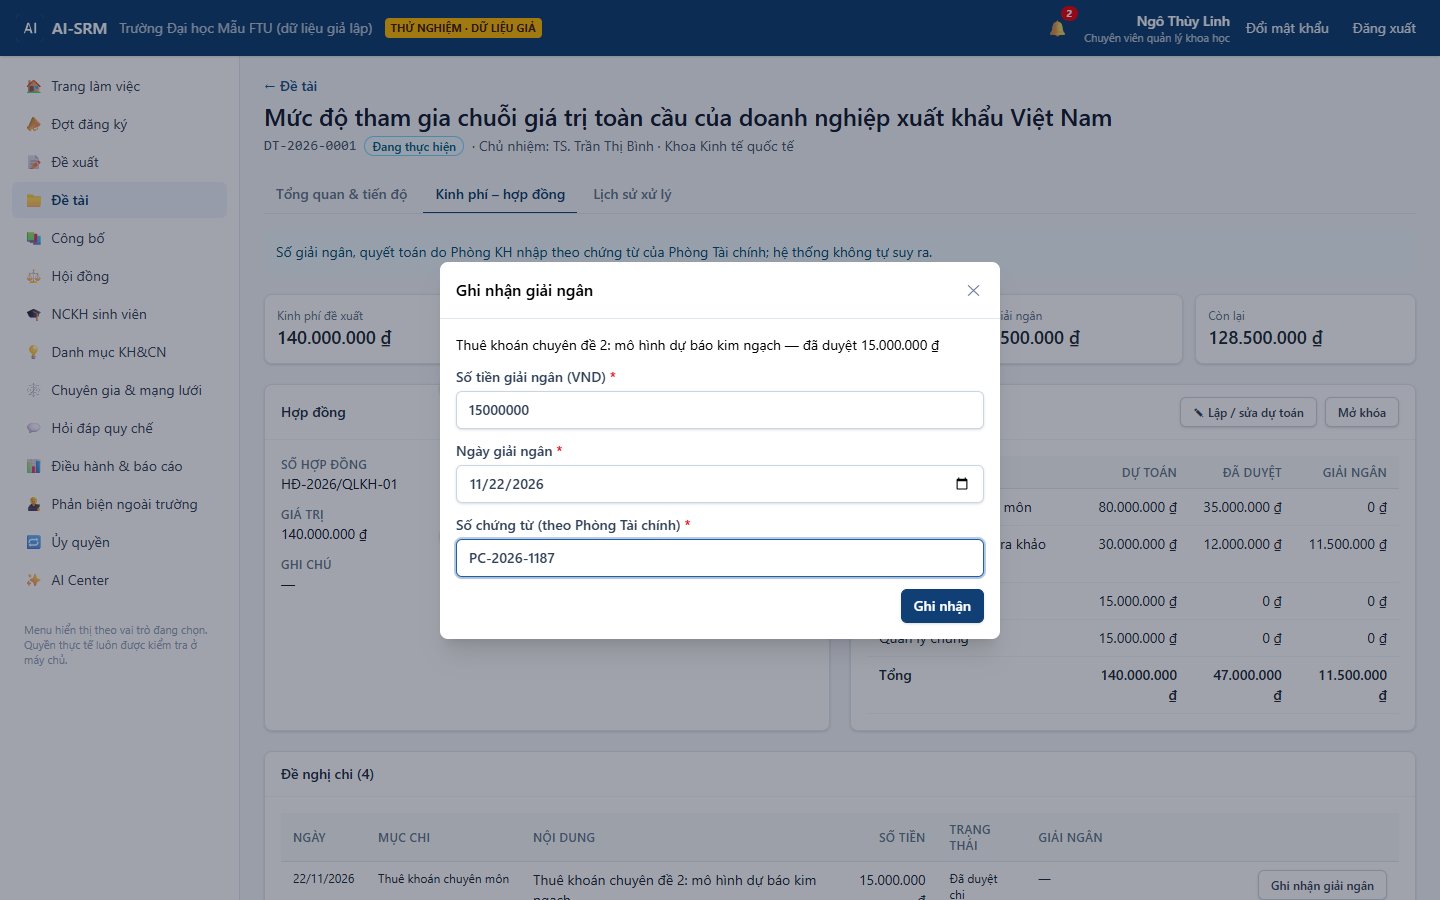 AI AI-SRM Trường Đại học Mẫu FTU (dữ liệu giả lập) THỬ NGHIỆM · DỮ LIỆU GIẢ
2
Ngô Thùy Linh
Chuyên viên quản lý khoa học
Đổi mật khẩu
Đăng xuất
Trang làm việc
Đợt đăng ký
Đề xuất
Đề tài
Công bố
Hội đồng
NCKH sinh viên
Danh mục KH&CN
Chuyên gia & mạng lưới
Hỏi đáp quy chế
Điều hành & báo cáo
Phản biện ngoài trường
Ủy quyền
AI Center
Menu hiển thị theo vai trò đang chọn.
Quyền thực tế luôn được kiểm tra ở
máy chủ.
← Đề tài
Mức độ tham gia chuỗi giá trị toàn cầu của doanh nghiệp xuất khẩu Việt Nam
DT-2026-0001 Đang thực hiện · Chủ nhiệm: TS. Trần Thị Bình · Khoa Kinh tế quốc tế
Tổng quan & tiến độ
Kinh phí – hợp đồng
Lịch sử xử lý
Số giải ngân, quyết toán do Phòng KH nhập theo chứng từ của Phòng Tài chính; hệ thống không tự suy ra.
Kinh phí đề xuất
140.000.000 ₫
giải ngân
500.000 ₫
Còn lại
128.500.000 ₫
Hợp đồng
SỐ HỢP ĐỒNG
HĐ-2026/QLKH-01
GIÁ TRỊ
140.000.000 ₫
GHI CHÚ
—
Lập / sửa dự toán
Mở khóa
DỰ TOÁN ĐÃ DUYỆT GIẢI NGÂN
môn 80.000.000 ₫ 35.000.000 ₫ 0 ₫
ra khảo 30.000.000 ₫ 12.000.000 ₫ 11.500.000 ₫
15.000.000 ₫ 0 ₫ 0 ₫
Quản lý chung 15.000.000 ₫ 0 ₫ 0 ₫
Tổng 140.000.000 ₫ 47.000.000 ₫ 11.500.000 ₫
Ghi nhận giải ngân
Thuê khoán chuyên đề 2: mô hình dự báo kim ngạch — đã duyệt 15.000.000 ₫
Số tiền giải ngân (VND) *
15000000
Ngày giải ngân *
11/22/2026
Số chứng từ (theo Phòng Tài chính) *
PC-2026-1187
Ghi nhận
Đề nghị chi (4)
NGÀY MỤC CHI NỘI DUNG SỐ TIỀN TRẠNG THÁI GIẢI NGÂN
22/11/2026 Thuê khoán chuyên môn Thuê khoán chuyên đề 2: mô hình dự báo kim ngạch 15.000.000 ₫ Đã duyệt chi — Ghi nhận giải ngân